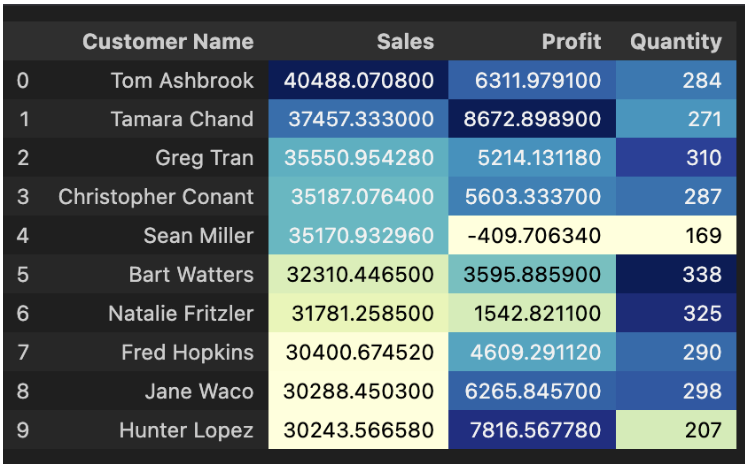 Customer Name Sales Profit Quantity
0 Tom Ashbrook 40488.070800 6311.979100 284
1 Tamara Chand 37457.333000 8672.898900 271
2 Greg Tran 35550.954280 5214.131180 310
3 Christopher Conant 35187.076400 5603.333700 287
4 Sean Miller 35170.932960 -409.706340 169
5 Bart Watters 32310.446500 3595.885900 338
6 Natalie Fritzler 31781.258500 1542.821100 325
7 Fred Hopkins 30400.674520 4609.291120 290
8 Jane Waco 30288.450300 6265.845700 298
9 Hunter Lopez 30243.566580 7816.567780 207